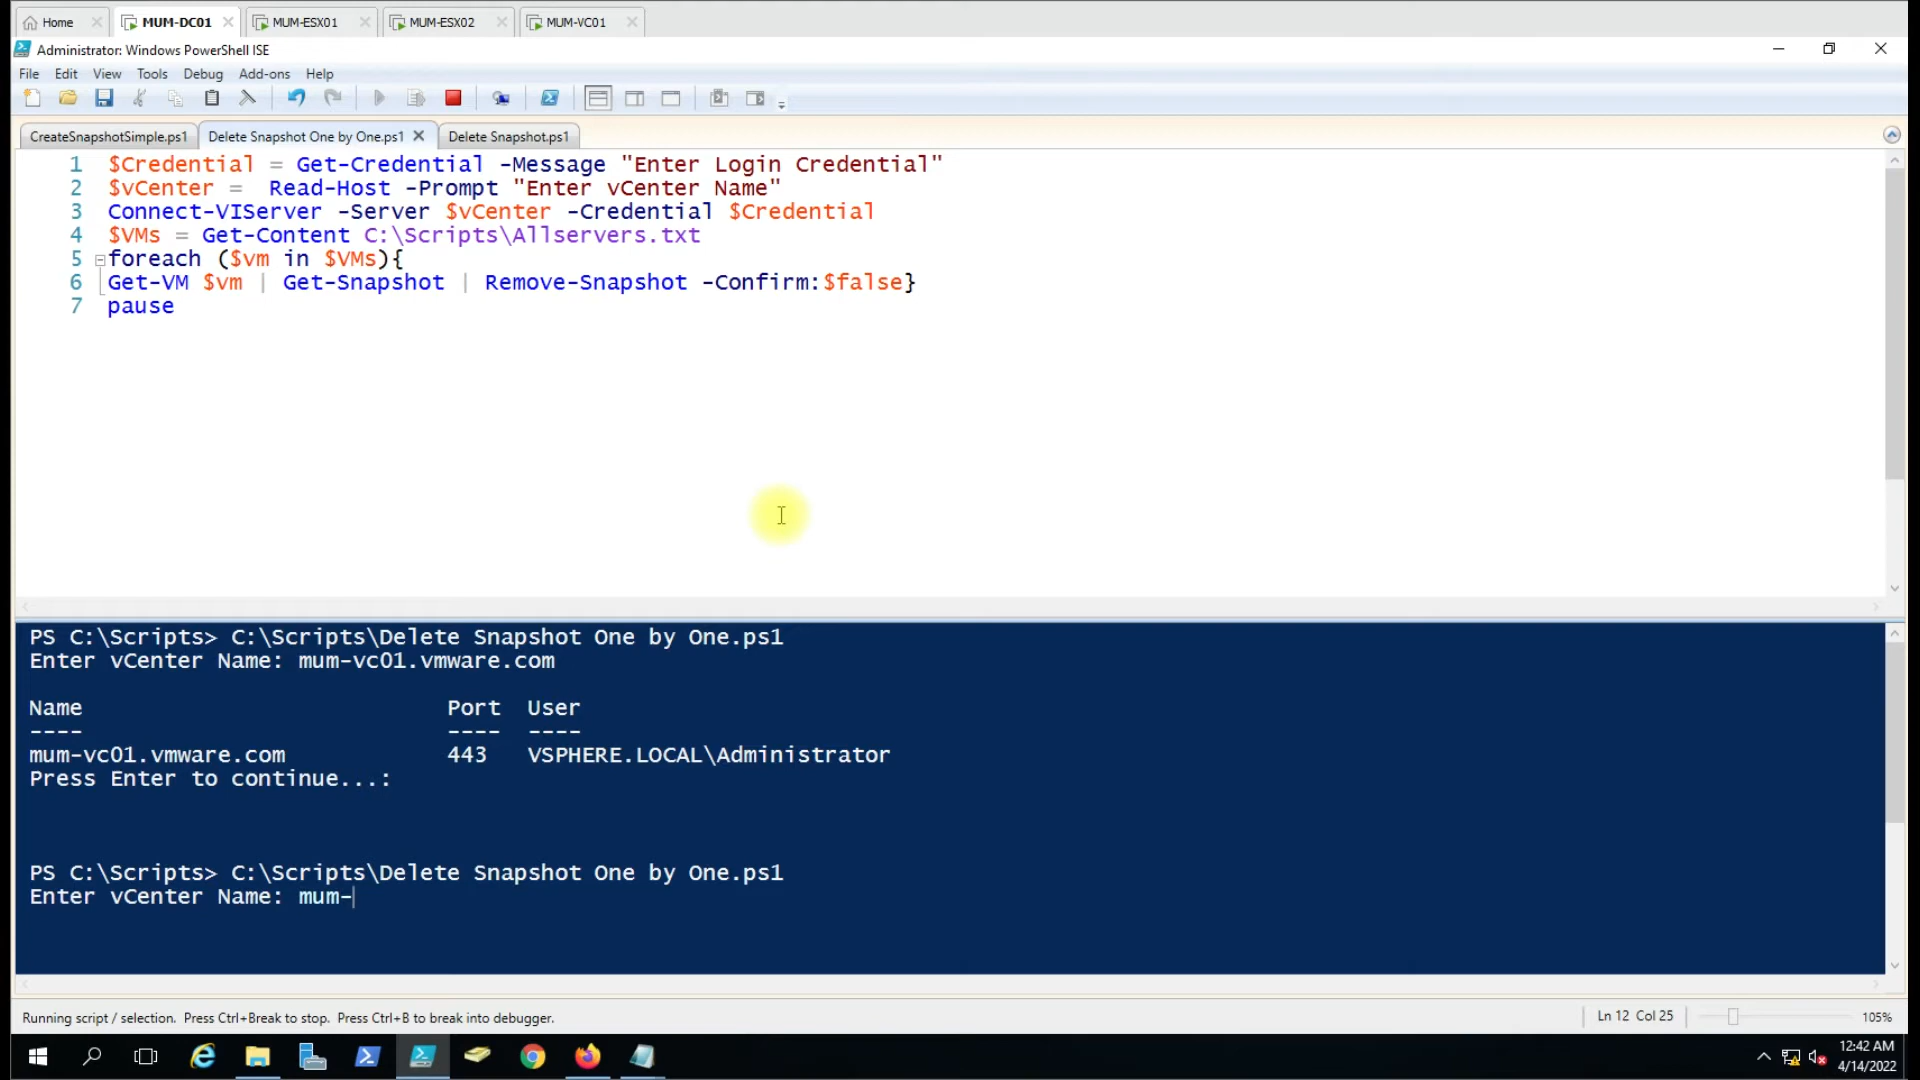 Home
MUM-DC01
MUM-ESX01
MUM-ESX02
MUM-VC01
Administrator: Windows PowerShell ISE
File Edit View Tools Debug Add-ons Help
CreateSnapshotSimple.ps1
Delete Snapshot One by One.ps1
Delete Snapshot.ps1
1 $Credential = Get-Credential -Message "Enter Login Credential"
2 $vCenter =  Read-Host -Prompt "Enter vCenter Name"
3 Connect-VIServer -Server $vCenter -Credential $Credential
4 $VMs = Get-Content C:\Scripts\Allservers.txt
5 foreach ($vm in $VMs){
6 Get-VM $vm | Get-Snapshot | Remove-Snapshot -Confirm:$false}
7 pause
PS C:\Scripts> C:\Scripts\Delete Snapshot One by One.ps1
Enter vCenter Name: mum-vc01.vmware.com
Name Port User
---- ---- ----
mum-vc01.vmware.com 443 VSPHERE.LOCAL\Administrator
Press Enter to continue...:
PS C:\Scripts> C:\Scripts\Delete Snapshot One by One.ps1
Enter vCenter Name: mum-
Running script / selection. Press Ctrl+Break to stop. Press Ctrl+B to break into debugger.
Ln 12 Col 25
105%
12:42 AM
4/14/2022